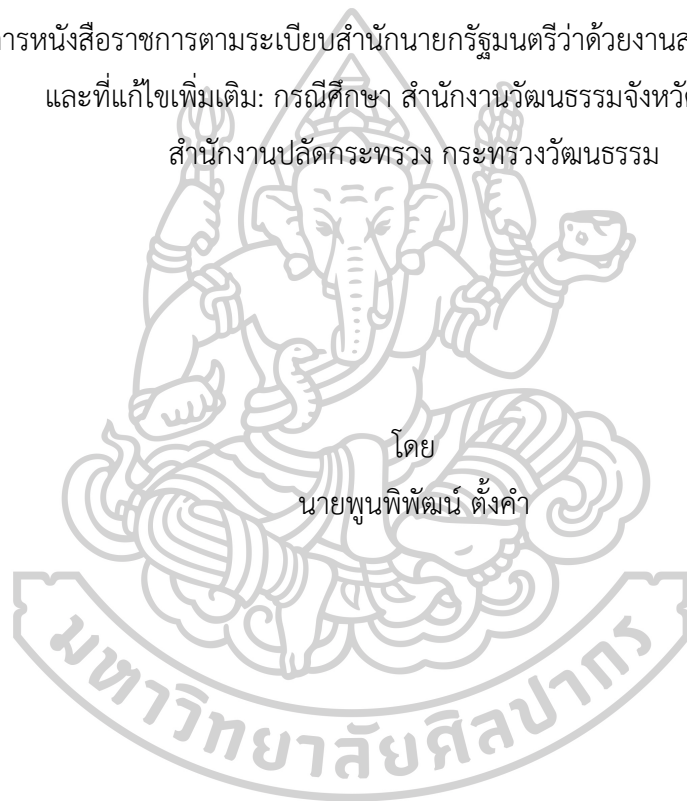 ารหนังสือราชการตามระเบียบสำนักนายกรัฐมนตรีว่าด้วยงานส
และที่แก้ไขเพิ่มเติม: กรณีศึกษา สำนักงานวัฒนธรรมจังหวัด
สำนักงานปลัดกระทรวง กระทรวงวัฒนธรรม
โดย
นายพูนพิพัฒน์ ตั้งคำ
มหาวิทยาลัยศิลปากร